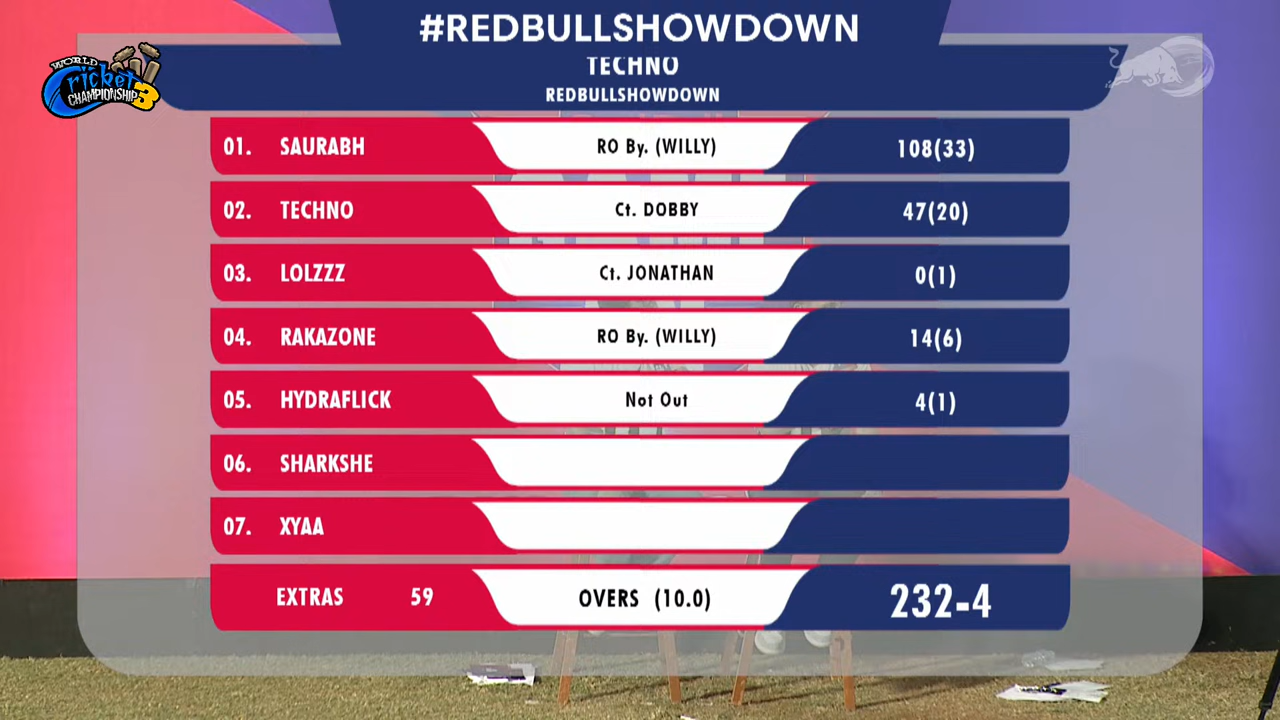 #REDBULLSHOWDOWN
TECHNO
REDBULLSHOWDOWN
WORLD
Cricket
CHAMPIONSHIP 3
01. SAURABH RO By. (WILLY) 108(33)
02. TECHNO Ct. DOBBY 47(20)
03. LOLZZZ Ct. JONATHAN 0(1)
04. RAKAZONE RO By. (WILLY) 14(6)
05. HYDRAFLICK Not Out 4(1)
06. SHARKSHE
07. XYAA
EXTRAS 59 OVERS (10.0) 232-4